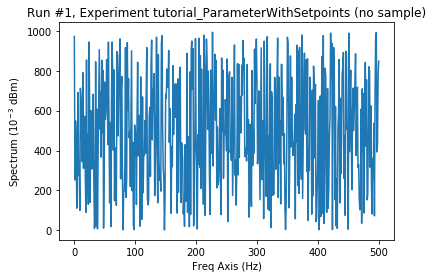 Run #1, Experiment tutorial_ParameterWithSetpoints (no sample)
1000
800
600
400
200
0
Spectrum (10⁻³ dBm)
0 100 200 300 400 500
Freq Axis (Hz)